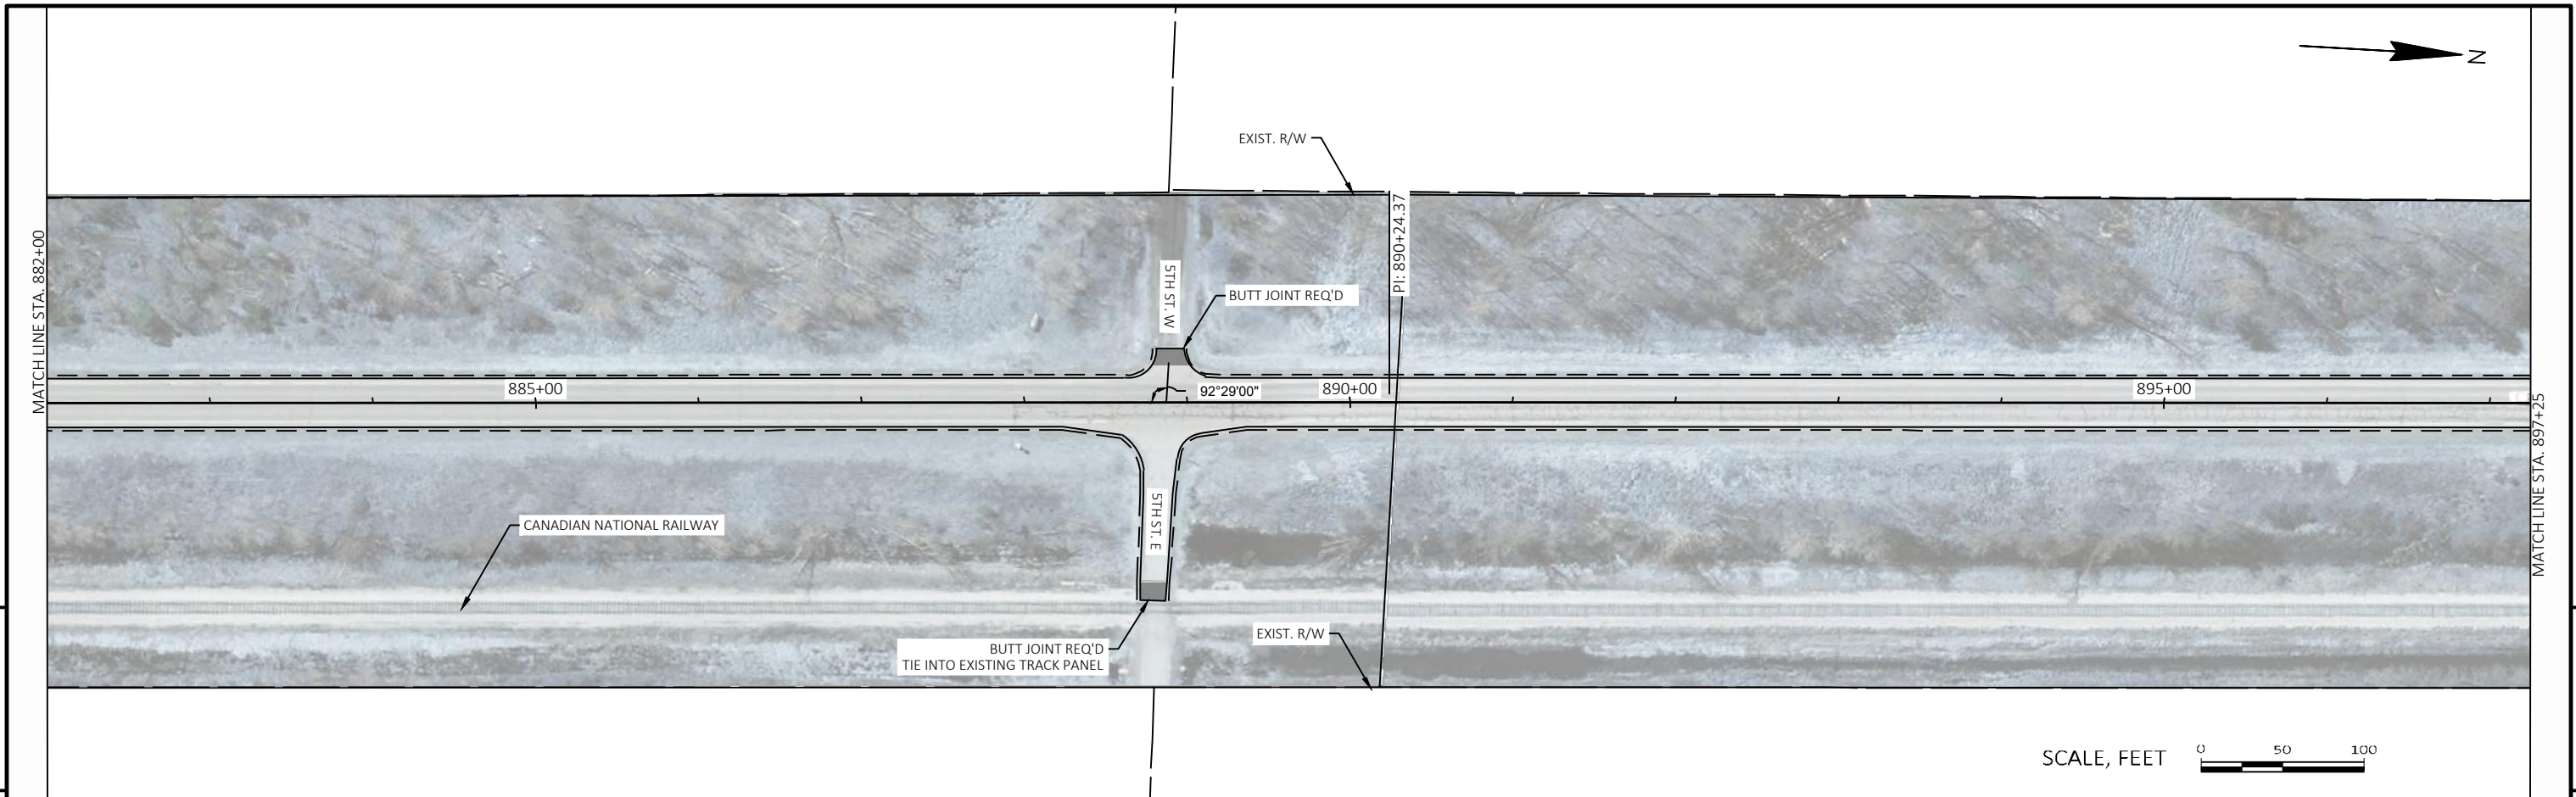 N
EXIST. R/W
MATCH LINE STA. 882+00
PI: 890+24.37
5TH ST. W
BUTT JOINT REQ'D
885+00
92°29'00"
890+00
895+00
MATCH LINE STA. 897+25
5TH ST. E
CANADIAN NATIONAL RAILWAY
EXIST. R/W
BUTT JOINT REQ'D
TIE INTO EXISTING TRACK PANEL
SCALE, FEET
0 50 100